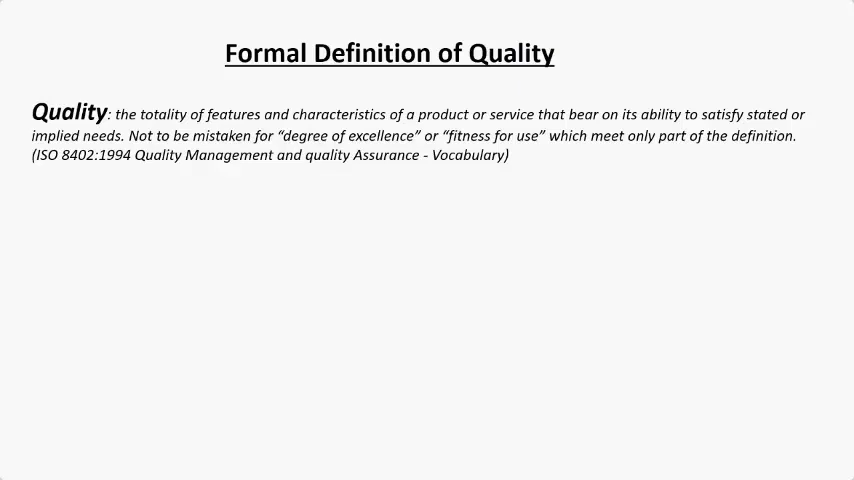 Formal Definition of Quality
Quality: the totality of features and characteristics of a product or service that bear on its ability to satisfy stated or
implied needs. Not to be mistaken for “degree of excellence” or “fitness for use” which meet only part of the definition.
(ISO 8402:1994 Quality Management and quality Assurance - Vocabulary)